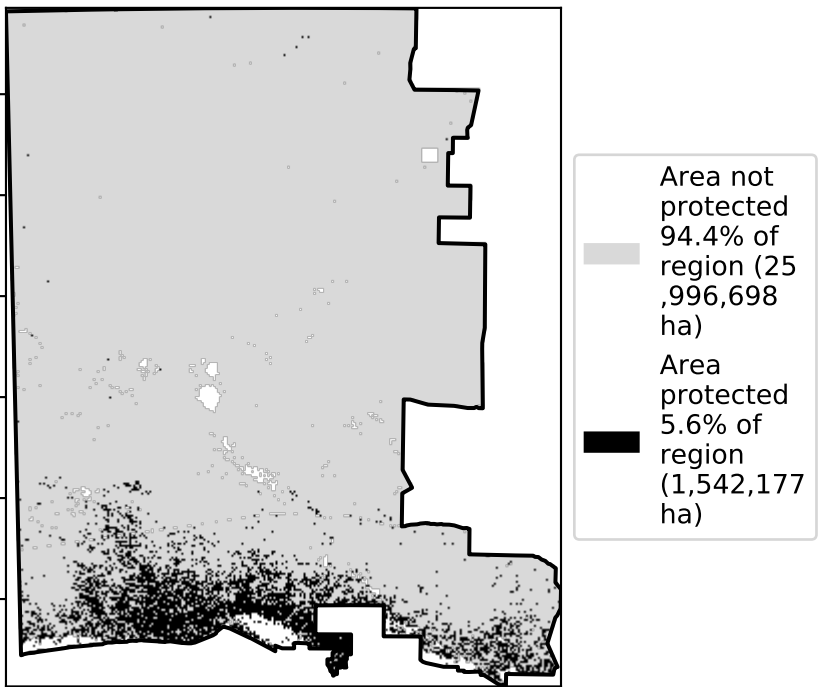 Area not
protected
94.4% of
region (25
,996,698
ha)
Area
protected
5.6% of
region
(1,542,177
ha)